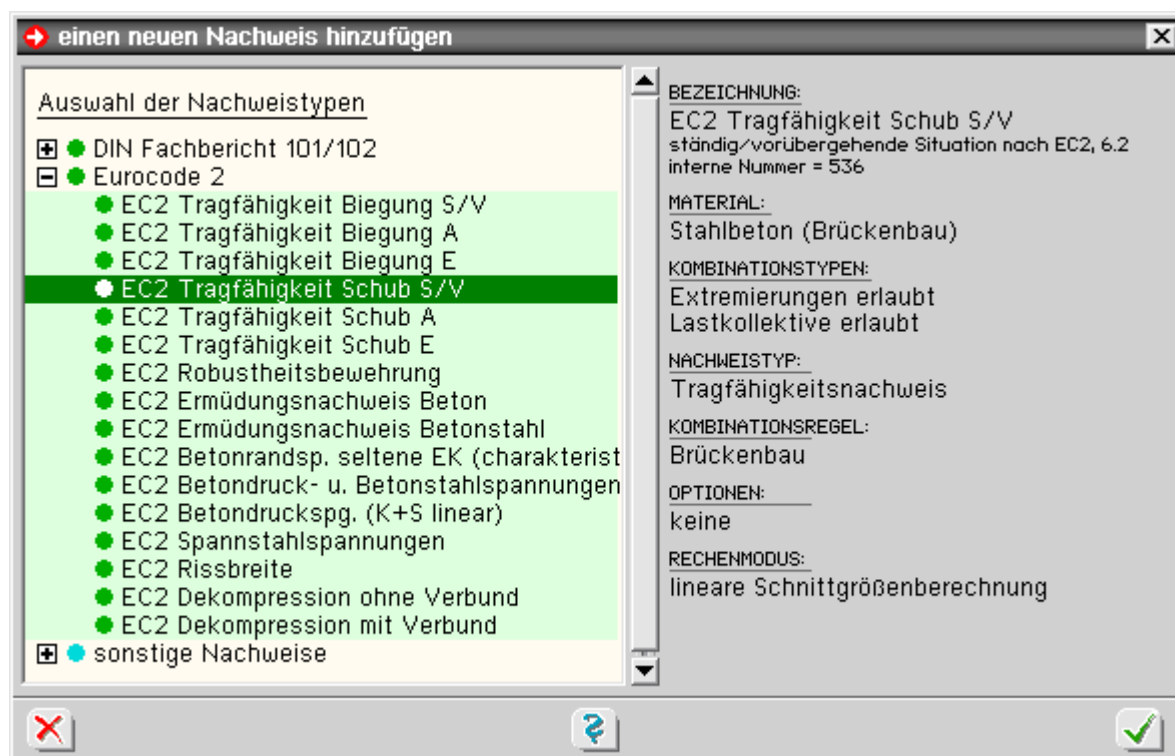 einen neuen Nachweis hinzufügen
Auswahl der Nachweistypen
DIN Fachbericht 101/102
Eurocode 2
EC2 Tragfähigkeit Biegung S/V
EC2 Tragfähigkeit Biegung A
EC2 Tragfähigkeit Biegung E
EC2 Tragfähigkeit Schub S/V
EC2 Tragfähigkeit Schub A
EC2 Tragfähigkeit Schub E
EC2 Robustheitsbewehrung
EC2 Ermüdungsnachweis Beton
EC2 Ermüdungsnachweis Betonstahl
EC2 Betonrandsp. seltene EK (charakterist
EC2 Betondruck- u. Betonstahlspannungen
EC2 Betondruckspg. (K+S linear)
EC2 Spannstahlspannungen
EC2 Rissbreite
EC2 Dekompression ohne Verbund
EC2 Dekompression mit Verbund
sonstige Nachweise
BEZEICHNUNG:
EC2 Tragfähigkeit Schub S/V
ständig/vorübergehende Situation nach EC2, 6.2
interne Nummer = 536
MATERIAL:
Stahlbeton (Brückenbau)
KOMBINATIONSTYPEN:
Extremierungen erlaubt
Lastkollektive erlaubt
NACHWEISTYP:
Tragfähigkeitsnachweis
KOMBINATIONSREGEL:
Brückenbau
OPTIONEN:
keine
RECHENMODUS:
lineare Schnittgrößenberechnung